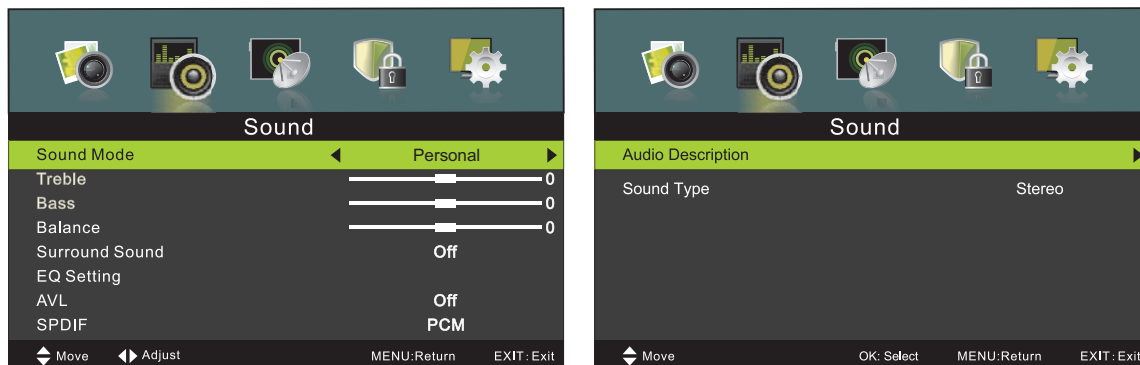 Sound
Sound Mode Personal
Treble 0
Bass 0
Balance 0
Surround Sound Off
EQ Setting
AVL Off
SPDIF PCM
Move Adjust MENU:Return EXIT:Exit
Sound
Audio Description
Sound Type Stereo
Move OK: Select MENU:Return EXIT:Exit